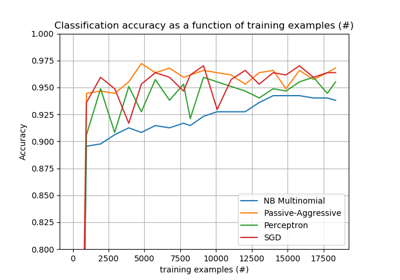 Classification accuracy as a function of training examples (#)
1.000
0.975
0.950
0.925
0.900
0.875
0.850
0.825
0.800
Accuracy
NB Multinomial
Passive-Aggressive
Perceptron
SGD
0 2500 5000 7500 10000 12500 15000 17500
training examples (#)